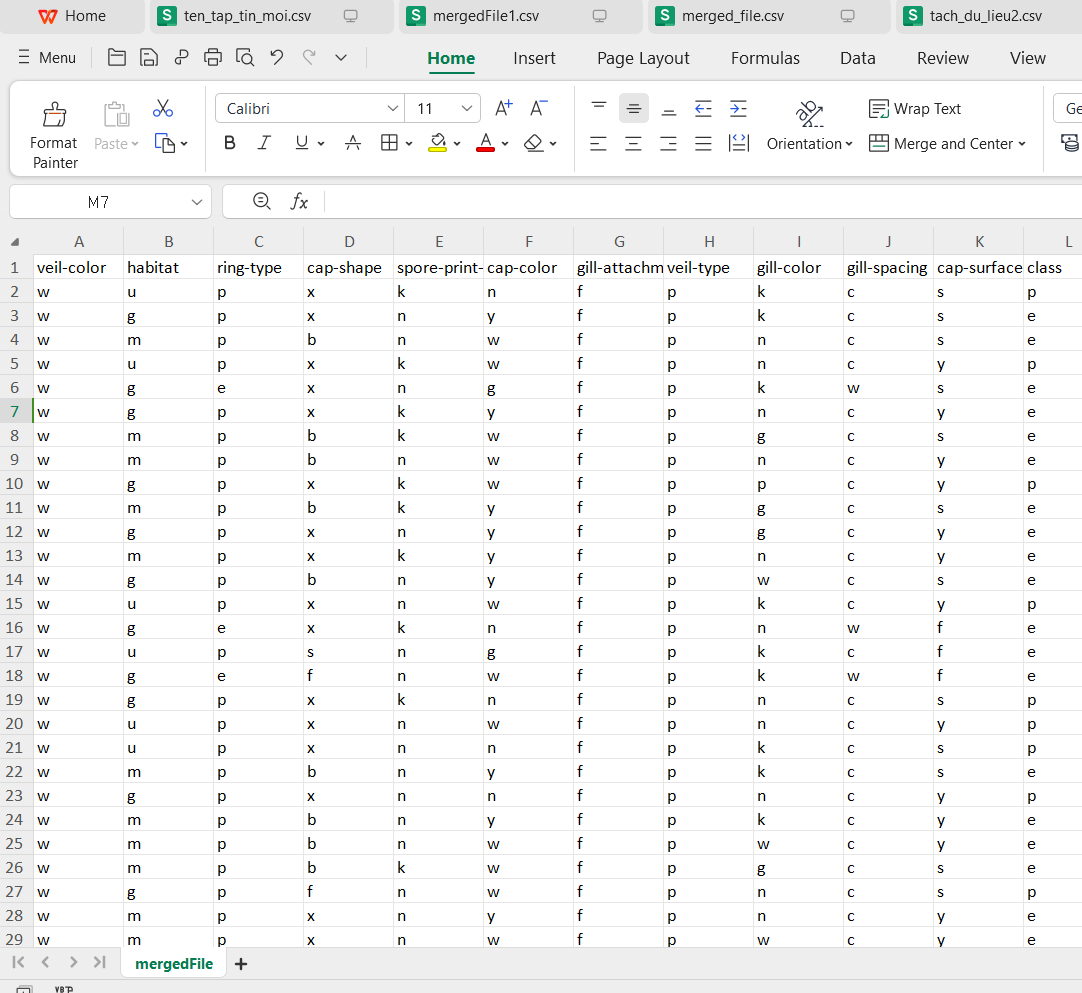 Home ten_tap_tin_moi.csv mergedFile1.csv merged_file.csv tach_du_lieu2.csv
Menu Home Insert Page Layout Formulas Data Review View
Calibri 11 A+ A- Wrap Text Ge
Format Painter Paste B I U A A Orientation Merge and Center
M7 fx
A B C D E F G H I J K L
1 veil-color habitat ring-type cap-shape spore-print- cap-color gill-attachm veil-type gill-color gill-spacing cap-surface class
2 w u p x k n f p k c s p
3 w g p x n y f p k c s e
4 w m p b n w f p n c s e
5 w u p x k w f p n c y p
6 w g e x n g f p k w s e
7 w g p x k y f p n c y e
8 w m p b k w f p g c s e
9 w m p b n w f p n c y e
10 w g p x k w f p p c y p
11 w m p b k y f p g c s e
12 w g p x n y f p g c y e
13 w m p x k y f p n c y e
14 w g p b n y f p w c s e
15 w u p x n w f p k c y p
16 w g e x k n f p n w f e
17 w u p s n g f p k c f e
18 w g e f n w f p k w f e
19 w g p x k n f p n c s p
20 w u p x n w f p n c y p
21 w u p x n n f p k c s p
22 w m p b n y f p k c s e
23 w g p x n n f p n c y p
24 w m p b n y f p k c y e
25 w m p b n w f p w c y e
26 w m p b k w f p g c s e
27 w g p f n w f p n c s p
28 w m p x n y f p n c y e
29 w m p x n w f p w c y e
mergedFile